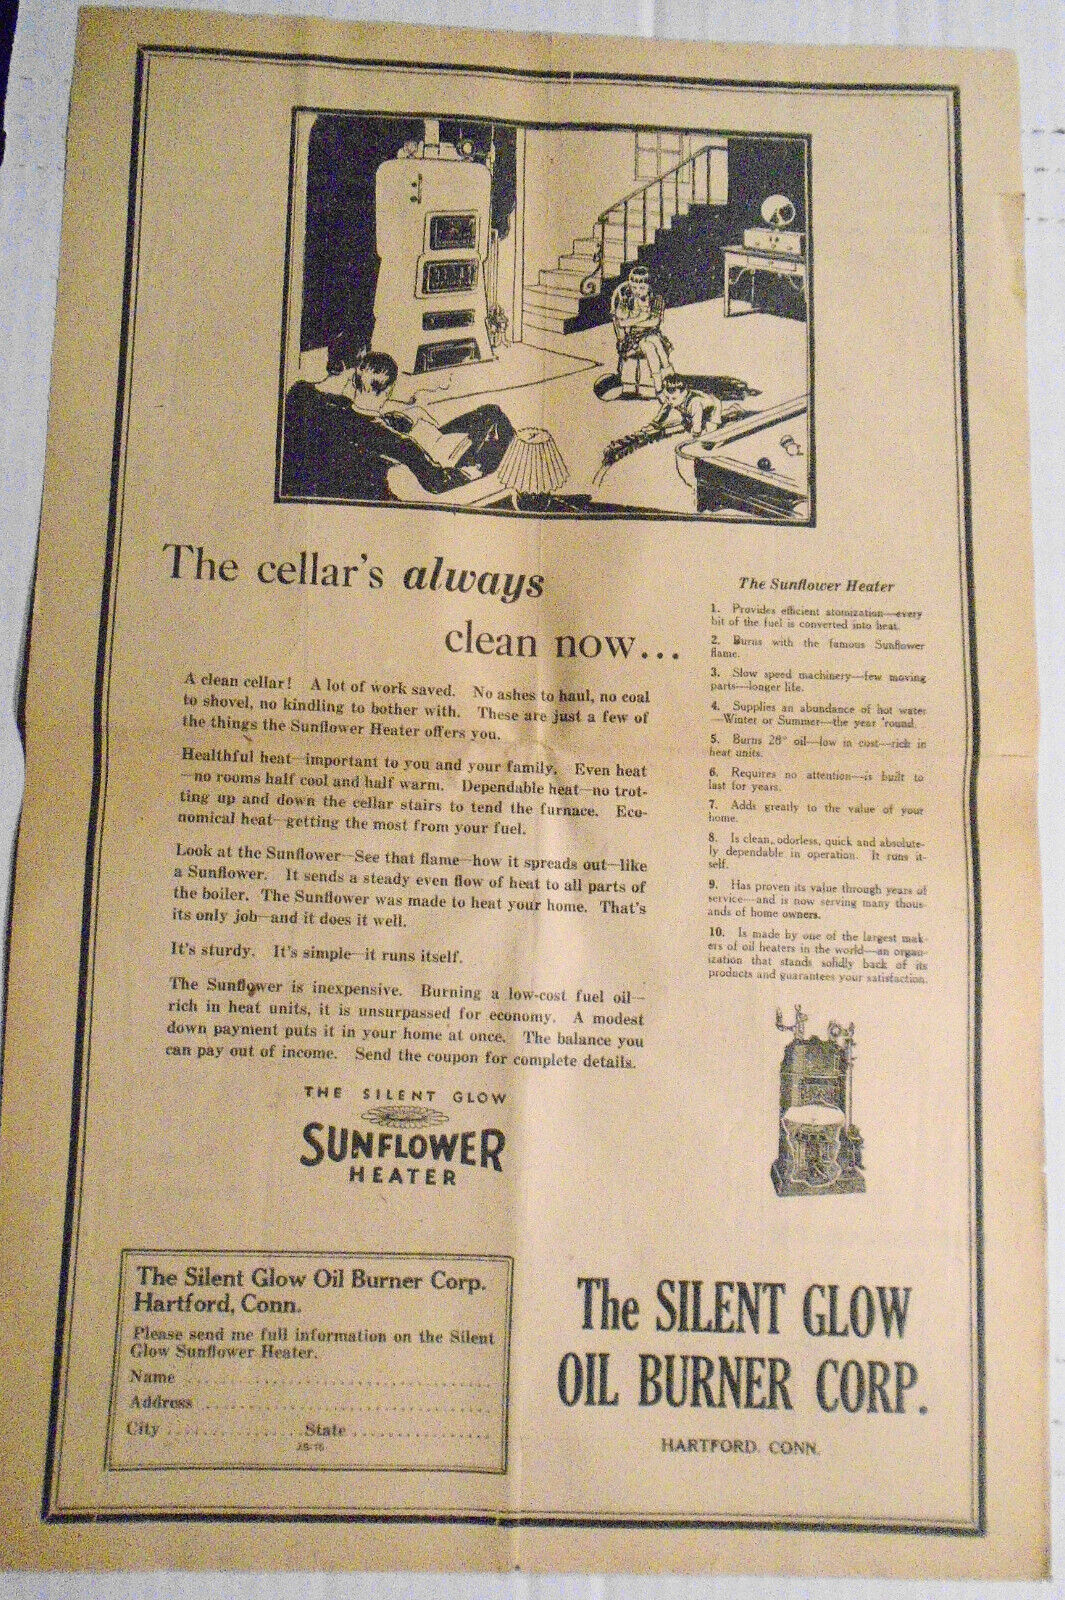 The cellar's always
clean now...
A clean cellar! A lot of work saved. No ashes to haul, no coal
to shovel, no kindling to bother with. These are just a few of
the things the Sunflower Heater offers you.
Healthful heat—important to you and your family. Even heat
—no rooms half cool and half warm. Dependable heat—no trot-
ting up and down the cellar stairs to tend the furnace. Eco-
nomical heat—getting the most from your fuel.
Look at the Sunflower—See that flame—how it spreads out—like
a Sunflower. It sends a steady even flow of heat to all parts of
the boiler. The Sunflower was made to heat your home. That's
its only job—and it does it well.
It's sturdy. It's simple—it runs itself.
The Sunflower is inexpensive. Burning a low-cost fuel oil—
rich in heat units, it is unsurpassed for economy. A modest
down payment puts it in your home at once. The balance you
can pay out of income. Send the coupon for complete details.
THE SILENT GLOW
SUNFLOWER
HEATER
The Sunflower Heater
1. Provides efficient atomization—every
bit of the fuel is converted into heat.
2. Burns with the famous Sunflower
flame.
3. Slow speed machinery—few moving
parts—longer life.
4. Supplies an abundance of hot water
—Winter or Summer—the year 'round.
5. Burns 28° oil—low in cost—rich in
heat units.
6. Requires no attention—is built to
last for years.
7. Adds greatly to the value of your
home.
8. Is clean, odorless, quick and absolute-
ly dependable in operation. It runs it-
self.
9. Has proven its value through years of
service—and is now serving many thous-
ands of home owners.
10. Is made by one of the largest mak-
ers of oil heaters in the world—an organ-
ization that stands solidly back of its
products and guarantees your satisfaction.
The Silent Glow Oil Burner Corp.
Hartford, Conn.
Please send me full information on the Silent
Glow Sunflower Heater.
Name
Address
City State
The SILENT GLOW
OIL BURNER CORP.
HARTFORD, CONN.